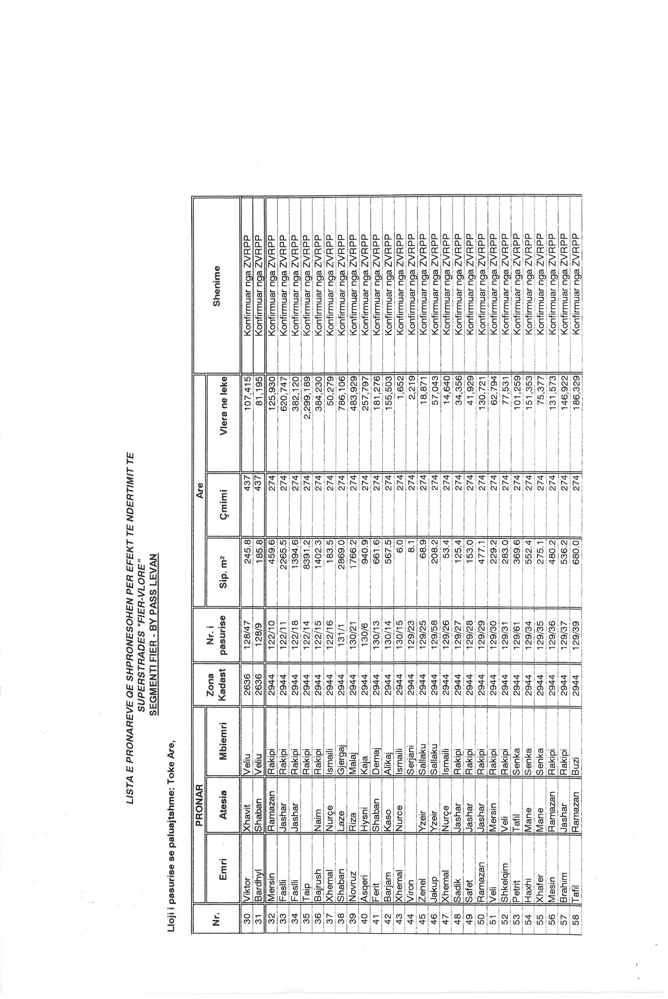 LISTA E PRONAREVE QE SHPRONESOHEN PER EFEKT TE NDERTIMIT TE
SUPERSTRADES "FIER-VLORE"
SEGMENTI FIER - BY PASS LEVAN
Lloji i pasurise se paluajtshme: Toke Are,
Nr. PRONAR Zona Kadast Nr. i pasurise Are Shenime
Emri Atesia Mbiemri Sip. m² Çmimi Vlera ne leke
30 Viktor Xhavit Veliu 2636 128/47 245.8 437 107,415 Konfirmuar nga ZVRPP
31 Bardhyl Shaban Veliu 2636 128/9 185.8 437 81,195 Konfirmuar nga ZVRPP
32 Mersin Ramazan Rakipi 2944 122/10 459.6 274 125,930 Konfirmuar nga ZVRPP
33 Faslli Jashar Rakipi 2944 122/11 2265.5 274 620,747 Konfirmuar nga ZVRPP
34 Faslli Jashar Rakipi 2944 122/18 1394.6 274 382,120 Konfirmuar nga ZVRPP
35 Taip Rakipi 2944 122/14 8391.2 274 2,299,189 Konfirmuar nga ZVRPP
36 Bajrush Naim Rakipi 2944 122/15 1402.3 274 384,230 Konfirmuar nga ZVRPP
37 Xhemal Nurçe Ismaili 2944 122/16 183.5 274 50,279 Konfirmuar nga ZVRPP
38 Shaban Laze Gjergaj 2944 131/1 2869.0 274 786,106 Konfirmuar nga ZVRPP
39 Novruz Riza Malaj 2944 130/21 1766.2 274 483,929 Konfirmuar nga ZVRPP
40 Asqeri Hysni Kaja 2944 130/6 940.9 274 257,797 Konfirmuar nga ZVRPP
41 Ferit Shaban Demaj 2944 130/13 661.6 274 181,276 Konfirmuar nga ZVRPP
42 Barjam Kaso Alikaj 2944 130/14 567.5 274 155,503 Konfirmuar nga ZVRPP
43 Xhemal Nurce Ismaili 2944 130/15 6.0 274 1,652 Konfirmuar nga ZVRPP
44 Viron Serjani 2944 129/23 8.1 274 2,219 Konfirmuar nga ZVRPP
45 Zenel Yzeir Sallaku 2944 129/25 68.9 274 18,871 Konfirmuar nga ZVRPP
46 Jakup Yzeir Sallaku 2944 129/58 208.2 274 57,043 Konfirmuar nga ZVRPP
47 Xhemal Nurçe Ismaili 2944 129/26 53.4 274 14,640 Konfirmuar nga ZVRPP
48 Sadik Jashar Rakipi 2944 129/27 125.4 274 34,356 Konfirmuar nga ZVRPP
49 Safet Jashar Rakipi 2944 129/28 153.0 274 41,929 Konfirmuar nga ZVRPP
50 Ramazan Jashar Rakipi 2944 129/29 477.1 274 130,721 Konfirmuar nga ZVRPP
51 Veli Mersin Rakipi 2944 129/30 229.2 274 62,794 Konfirmuar nga ZVRPP
52 Shkelqim Veli Rakipi 2944 129/31 283.0 274 77,531 Konfirmuar nga ZVRPP
53 Petrit Tafil Senka 2944 129/61 369.6 274 101,259 Konfirmuar nga ZVRPP
54 Haxhi Mane Senka 2944 129/34 552.4 274 151,353 Konfirmuar nga ZVRPP
55 Xhafer Mane Senka 2944 129/35 275.1 274 75,377 Konfirmuar nga ZVRPP
56 Mesin Ramazan Rakipi 2944 129/36 480.2 274 131,573 Konfirmuar nga ZVRPP
57 Brahim Jashar Rakipi 2944 129/37 536.2 274 146,922 Konfirmuar nga ZVRPP
58 Tafil Ramazan Buzi 2944 129/39 680.0 274 186,329 Konfirmuar nga ZVRPP